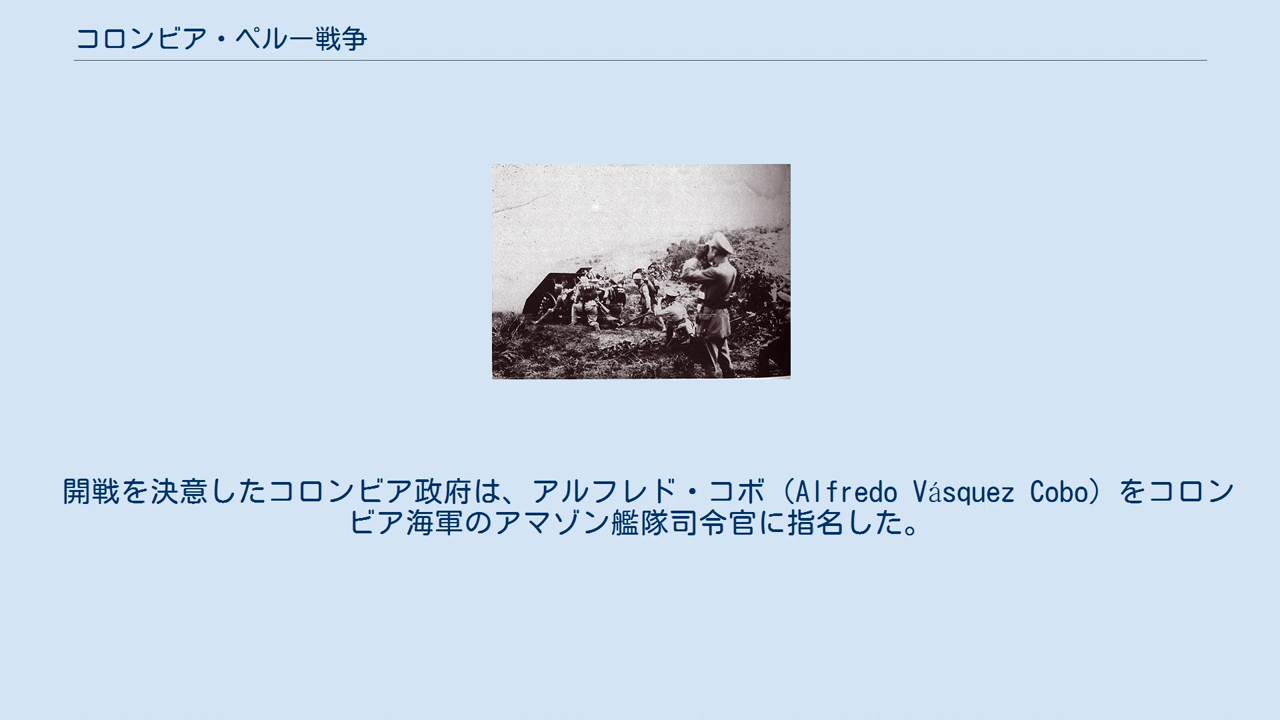 コロンビア・ペルー戦争
開戦を決意したコロンビア政府は、アルフレド・コボ（Alfredo Vásquez Cobo）をコロン
ビア海軍のアマゾン艦隊司令官に指名した。